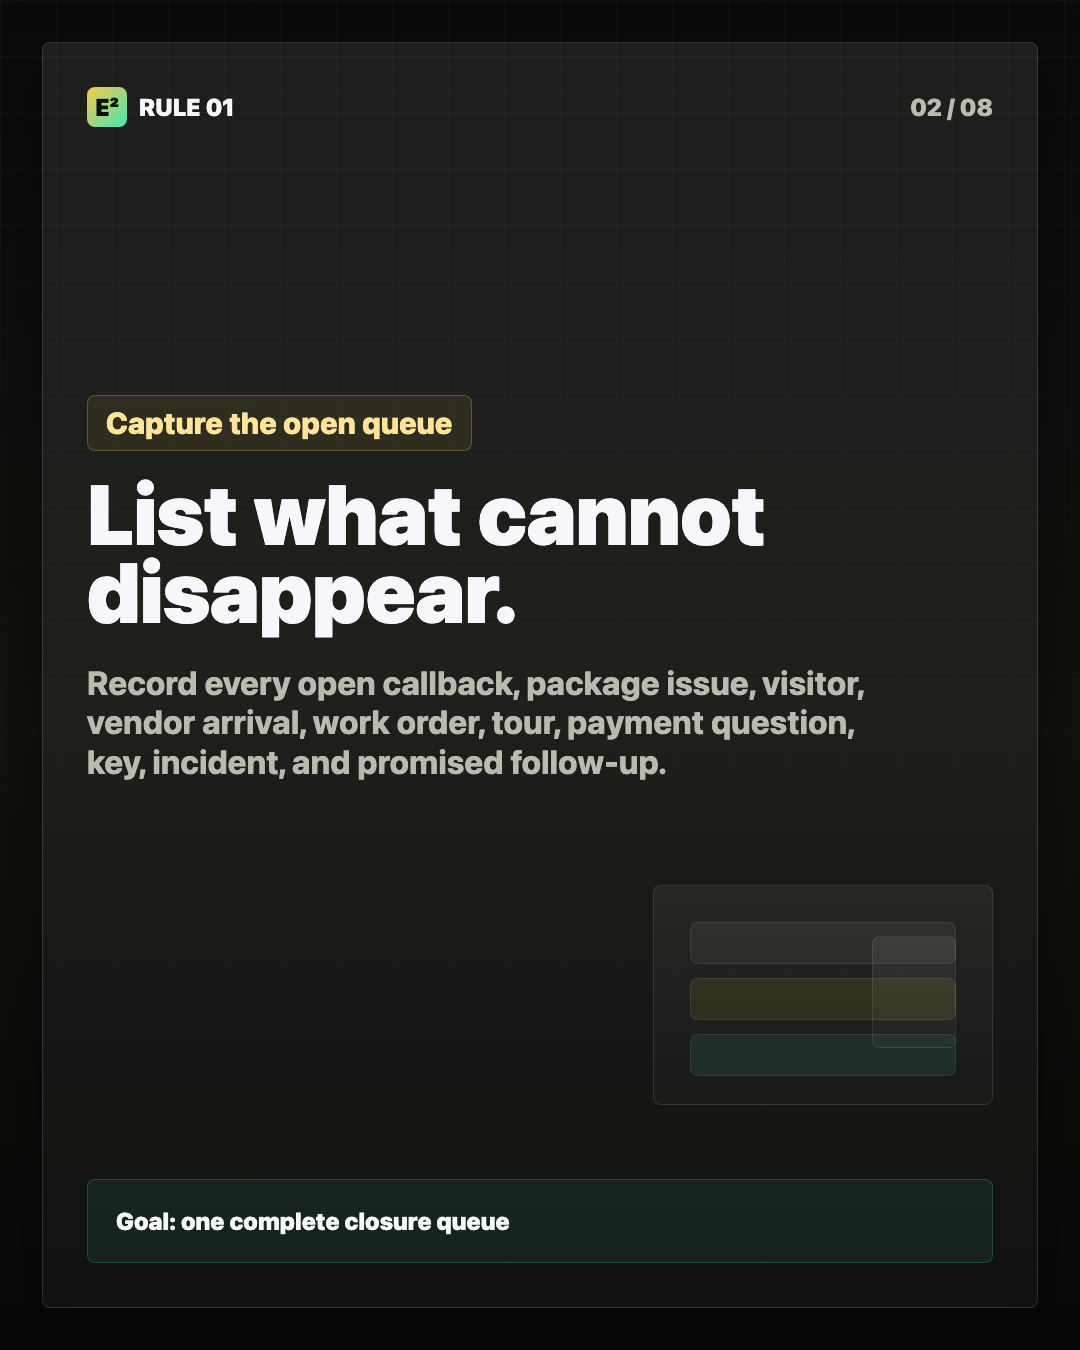 E² RULE 01
02 / 08
Capture the open queue
List what cannot
disappear.
Record every open callback, package issue, visitor,
vendor arrival, work order, tour, payment question,
key, incident, and promised follow-up.
Goal: one complete closure queue